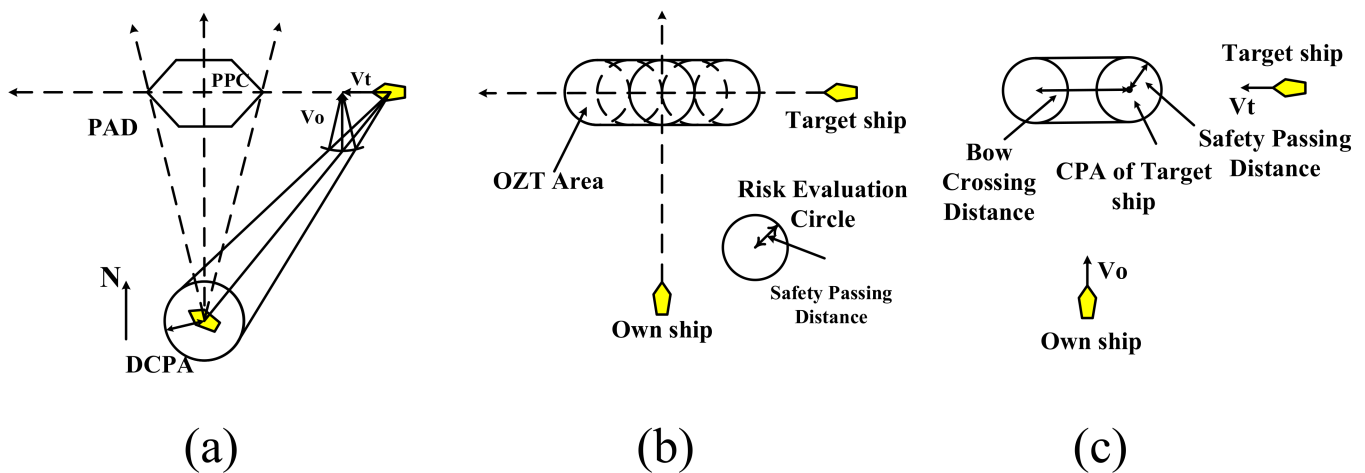 PPC
Vt
Vo
PAD
N
DCPA
(a)
Target ship
OZT Area
Risk Evaluation
Circle
Safety Passing
Distance
Own ship
(b)
Target ship
Vt
Safety Passing
Distance
Bow
Crossing
Distance
CPA of Target
ship
Vo
Own ship
(c)